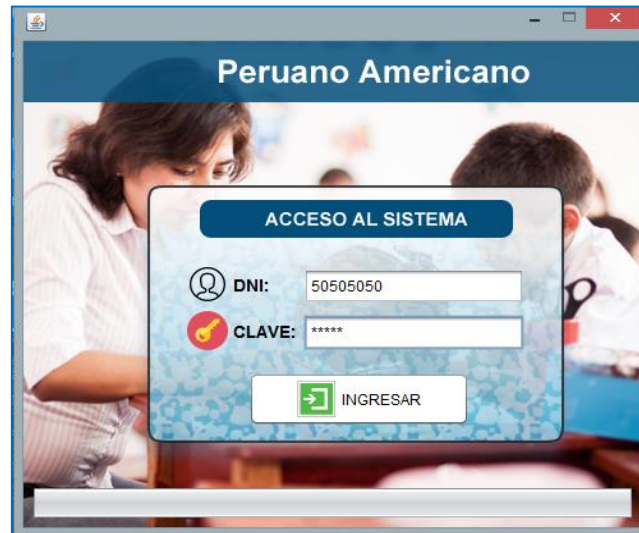 Peruano Americano
ACCESO AL SISTEMA
DNI: 50505050
CLAVE: *****
INGRESAR